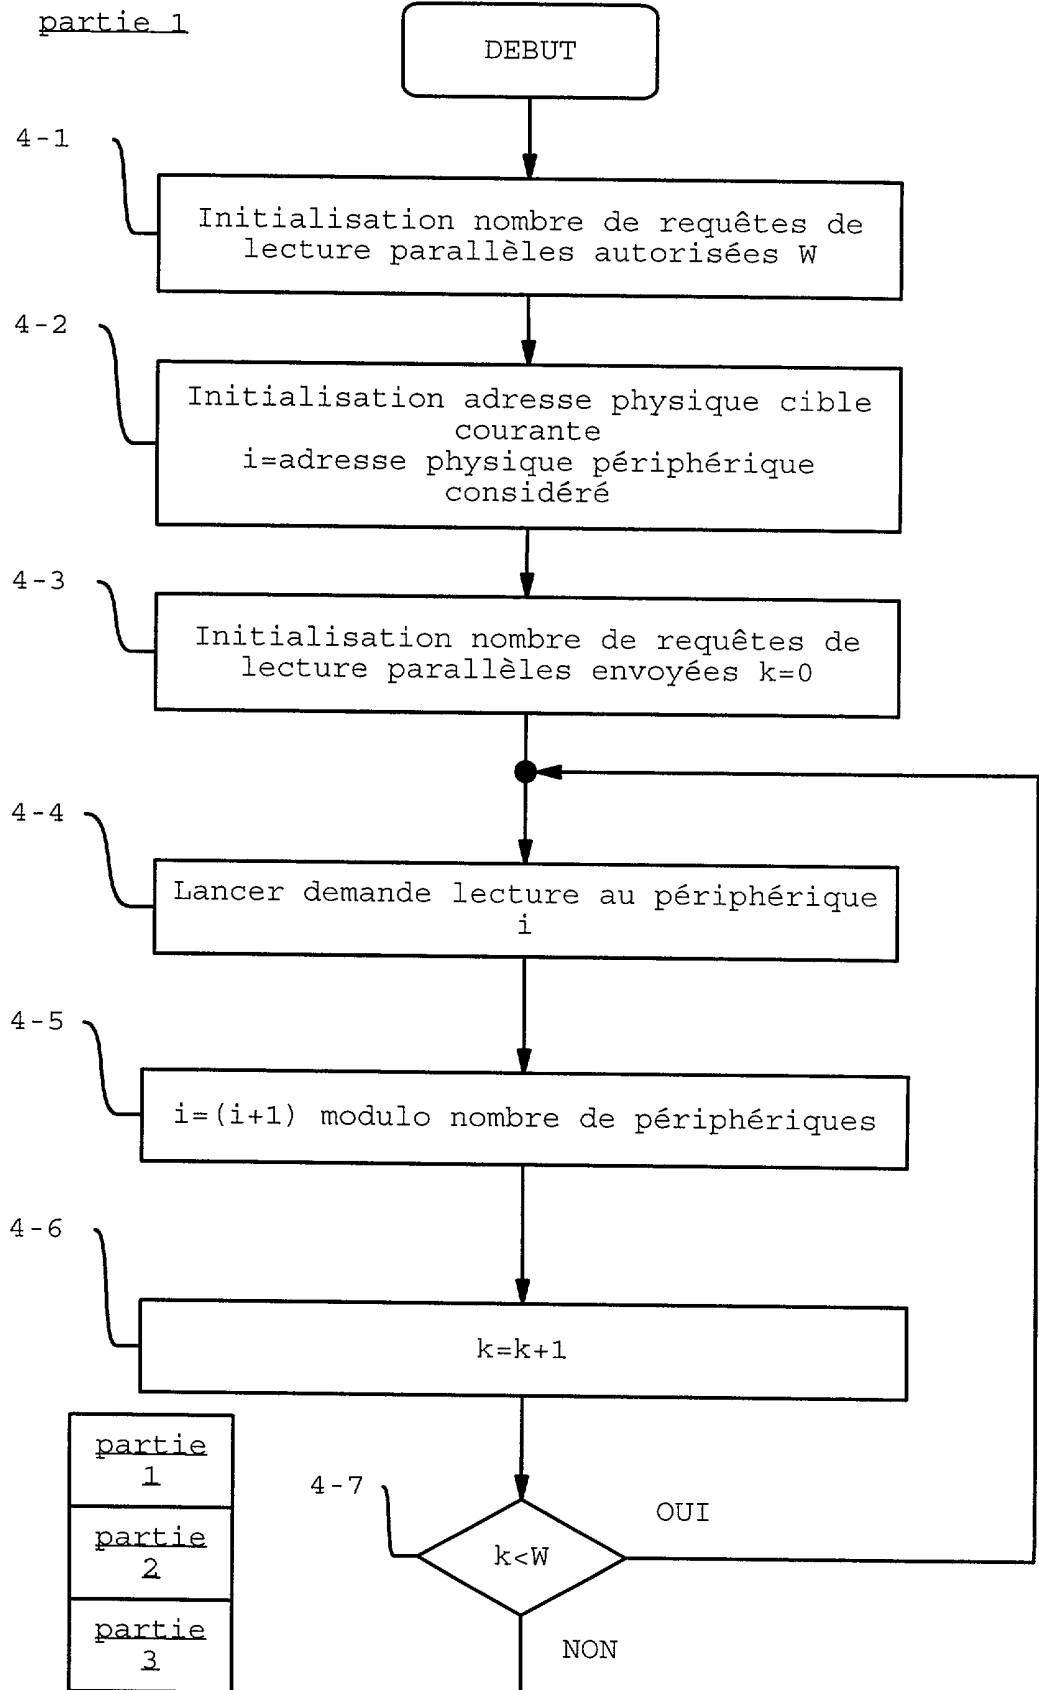 partie 1
DEBUT
4-1
Initialisation nombre de requêtes de
lecture parallèles autorisées W
4-2
Initialisation adresse physique cible
courante
i=adresse physique périphérique
considéré
4-3
Initialisation nombre de requêtes de
lecture parallèles envoyées k=0
4-4
Lancer demande lecture au périphérique
i
4-5
i=(i+1) modulo nombre de périphériques
4-6
k=k+1
partie
1
partie
2
partie
3
4-7
k<W
OUI
NON